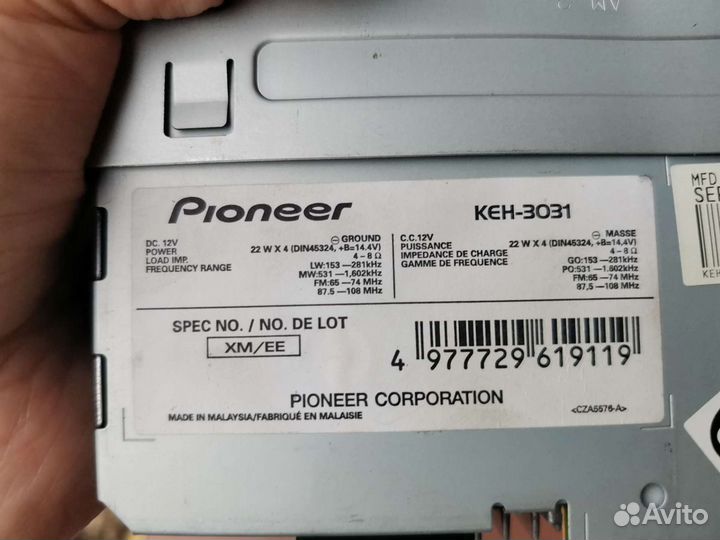 AM
MFD
SER
KEH
Pioneer
KEH-3031
DC. 12V ⊖ GROUND
POWER 22 W X 4 (DIN45324, +B=14.4V)
LOAD IMP. 4 – 8 Ω
FREQUENCY RANGE LW:153 —281kHz
MW:531 —1,602kHz
FM:65 —74 MHz
87.5 —108 MHz
C.C.12V ⊖ MASSE
PUISSANCE 22 W X 4 (DIN45324, +B=14.4V)
IMPEDANCE DE CHARGE 4 – 8 Ω
GAMME DE FREQUENCE GO:153 —281kHz
PO:531 —1,602kHz
FM:65 —74 MHz
87.5 —108 MHz
SPEC NO. / NO. DE LOT
XM/EE
4 977729 619119
PIONEER CORPORATION
MADE IN MALAYSIA/FABRIQUÉ EN MALAISIE
<CZA5576-A>
Avito